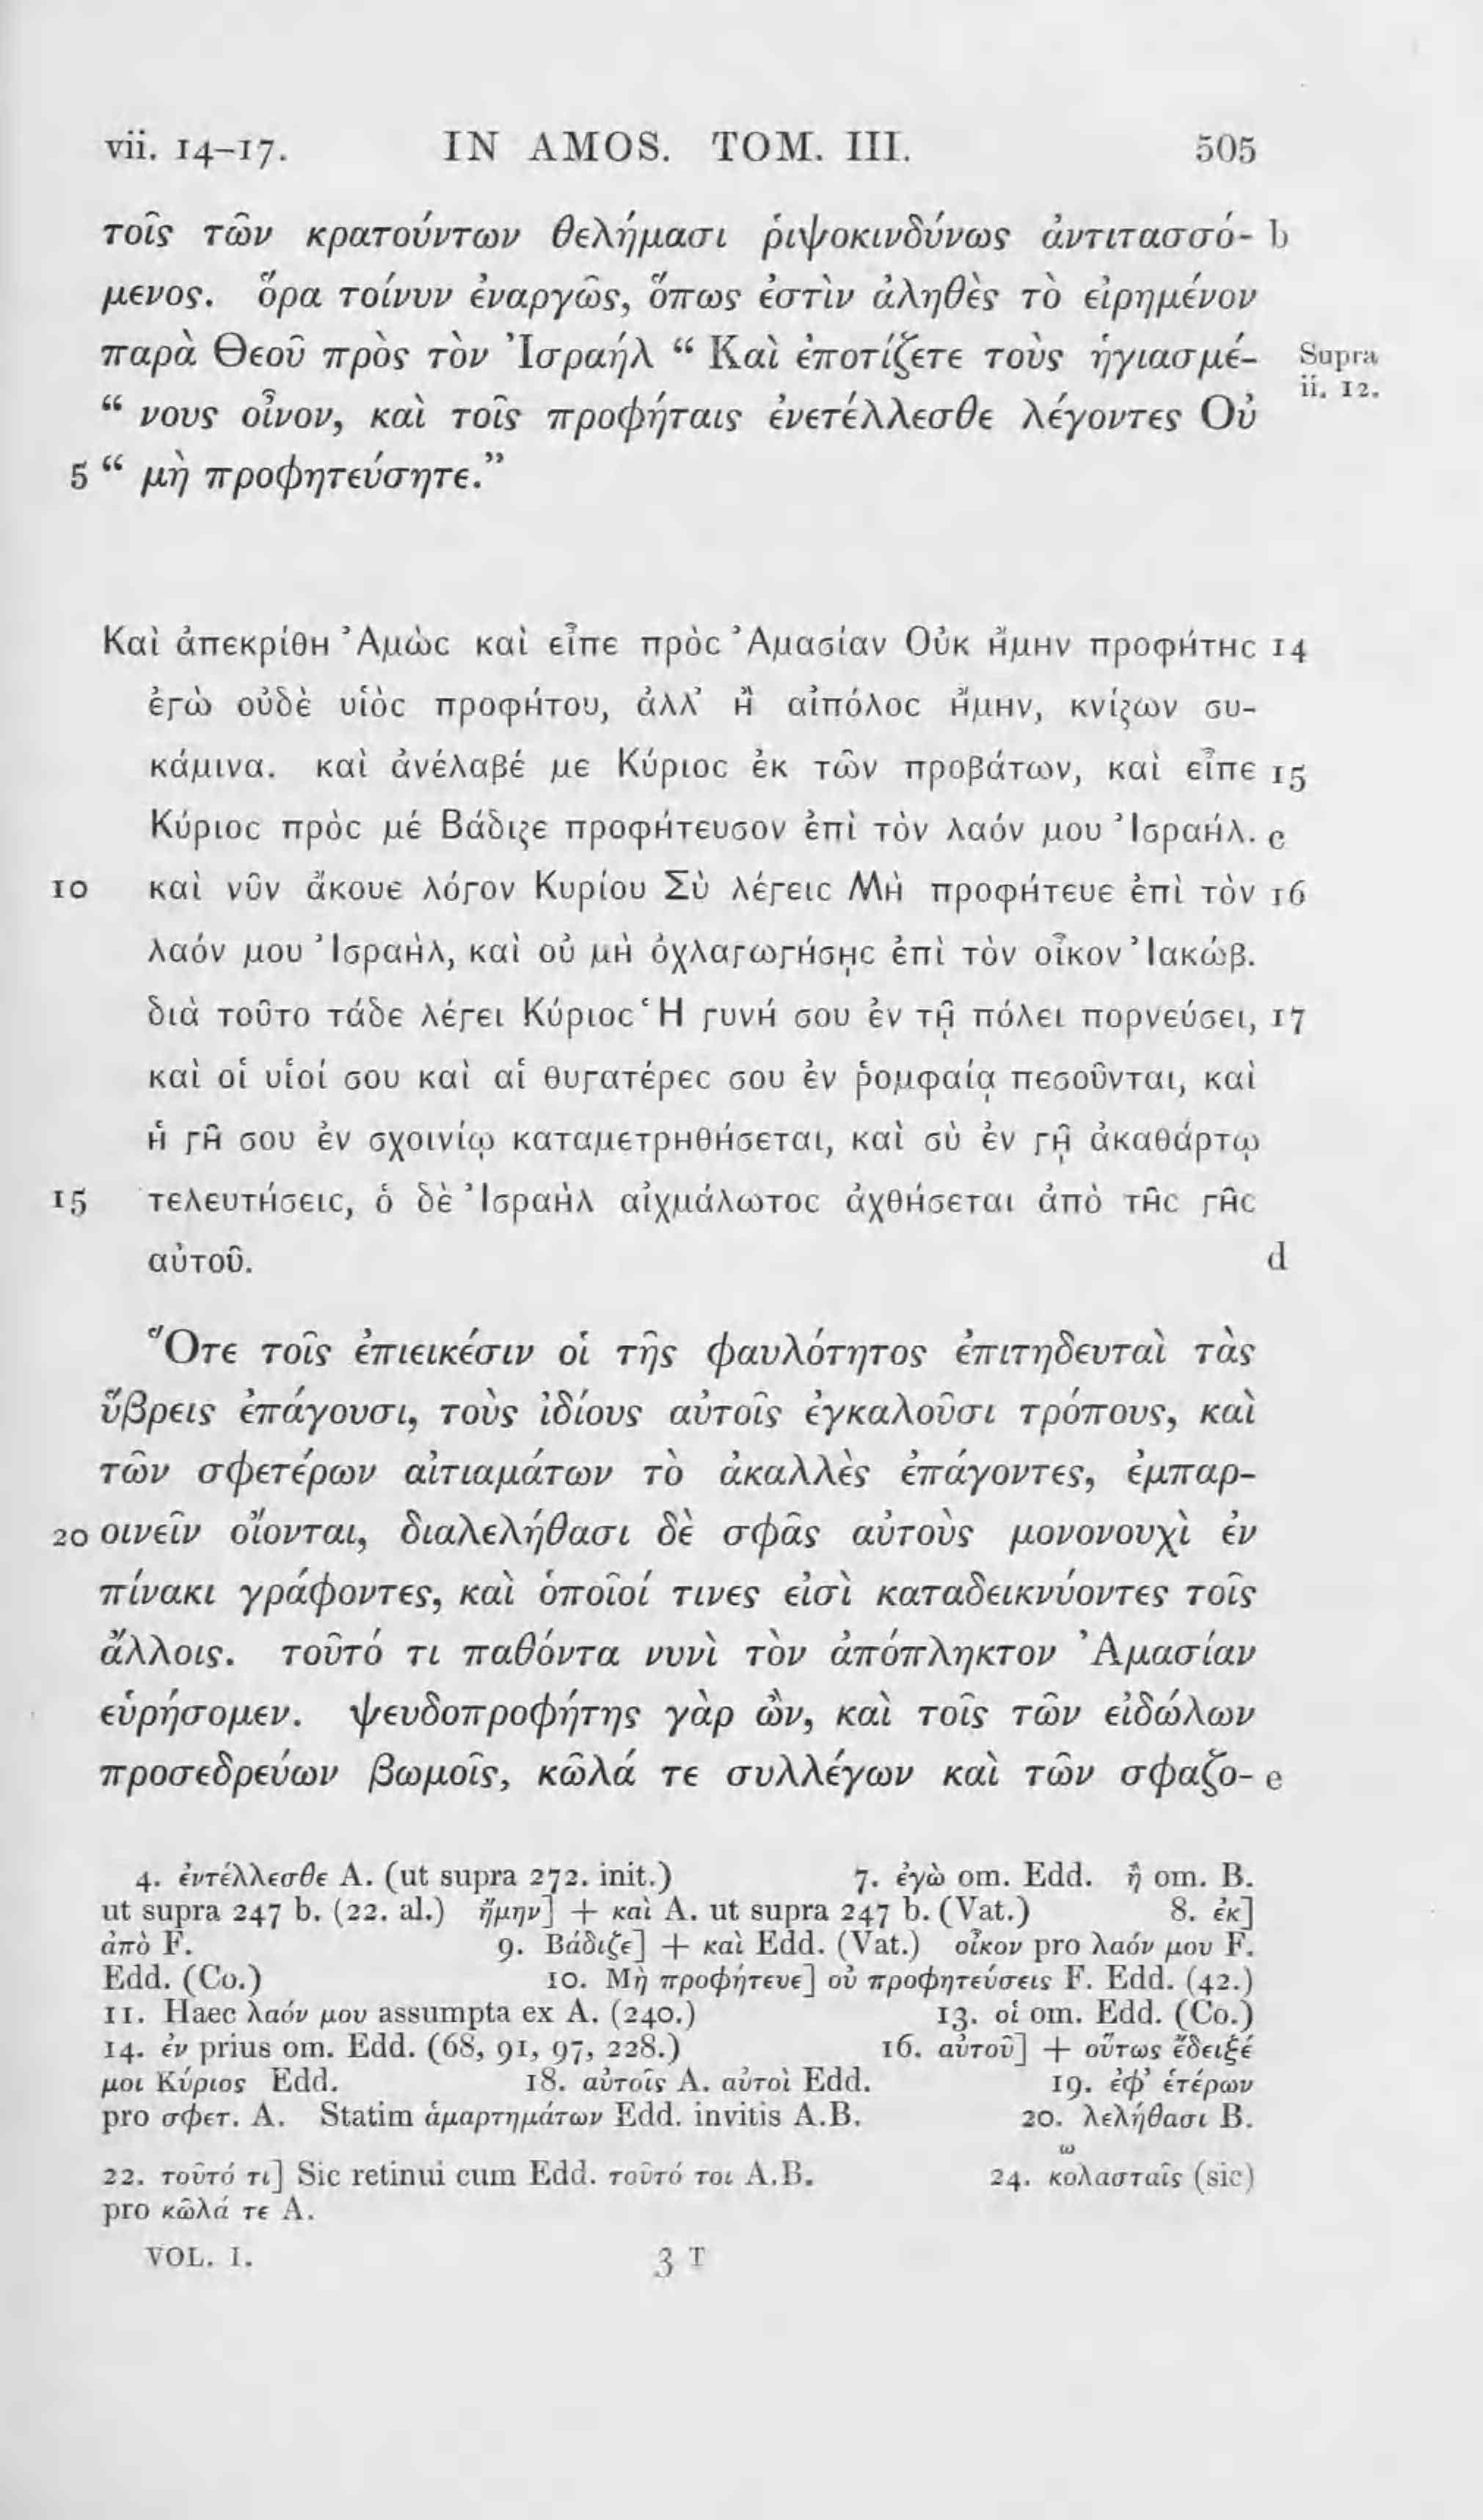 vii. 14–17. IN AMOS. TOM. III. 505
τοῖς τῶν κρατούντων θελήμασι ῥιψοκινδύνως ἀντιτασσό- b
μενος. ὅρα τοίνυν ἐναργῶς, ὅπως ἐστὶν ἀληθὲς τὸ εἰρημένον
παρὰ Θεοῦ πρὸς τὸν Ἰσραήλ “ Καὶ ἐποτίζετε τοὺς ἡγιασμέ- Supra
“ νους οἶνον, καὶ τοῖς προφήταις ἐνετέλλεσθε λέγοντες Οὐ ii. 12.
5 “ μὴ προφητεύσητε.”
Καὶ ἀπεκρίθη Ἀμὼς καὶ εἶπε πρὸς Ἀμασίαν Οὐκ ἤμην προφήτης 14
ἐγὼ οὐδὲ υἱὸς προφήτου, ἀλλ’ ἢ αἰπόλος ἤμην, κνίζων συ-
κάμινα. καὶ ἀνέλαβέ με Κύριος ἐκ τῶν προβάτων, καὶ εἶπε 15
Κύριος πρὸς μέ Βάδιζε προφήτευσον ἐπὶ τὸν λαόν μου Ἰσραήλ. c
10 καὶ νῦν ἄκουε λόγον Κυρίου Σὺ λέγεις Μὴ προφήτευε ἐπὶ τὸν 16
λαόν μου Ἰσραὴλ, καὶ οὐ μὴ ὀχλαγωγήσῃς ἐπὶ τὸν οἶκον Ἰακώβ.
διὰ τοῦτο τάδε λέγει Κύριος Ἡ γυνή σου ἐν τῇ πόλει πορνεύσει, 17
καὶ οἱ υἱοί σου καὶ αἱ θυγατέρες σου ἐν ῥομφαίᾳ πεσοῦνται, καὶ
ἡ γῆ σου ἐν σχοινίῳ καταμετρηθήσεται, καὶ σὺ ἐν γῇ ἀκαθάρτῳ
15 τελευτήσεις, ὁ δὲ Ἰσραὴλ αἰχμάλωτος ἀχθήσεται ἀπὸ τῆς γῆς
αὐτοῦ. d
Ὅτε τοῖς ἐπιεικέσιν οἱ τῆς φαυλότητος ἐπιτηδευταὶ τὰς
ὕβρεις ἐπάγουσι, τοὺς ἰδίους αὐτοῖς ἐγκαλοῦσι τρόπους, καὶ
τῶν σφετέρων αἰτιαμάτων τὸ ἀκαλλὲς ἐπάγοντες, ἐμπαρ-
20 οινεῖν οἴονται, διαλελήθασι δὲ σφᾶς αὐτοὺς μονονουχὶ ἐν
πίνακι γράφοντες, καὶ ὁποῖοί τινες εἰσὶ καταδεικνύοντες τοῖς
ἄλλοις. τοῦτό τι παθόντα νυνὶ τὸν ἀπόπληκτον Ἀμασίαν
εὑρήσομεν. ψευδοπροφήτης γὰρ ὢν, καὶ τοῖς τῶν εἰδώλων
προσεδρεύων βωμοῖς, κῶλά τε συλλέγων καὶ τῶν σφαζο- e
4. ἐντέλλεσθε A. (ut supra 272. init.) 7. ἐγὼ om. Edd. ἢ om. B.
ut supra 247 b. (22. al.) ἤμην] + καὶ A. ut supra 247 b. (Vat.) 8. ἐκ]
ἀπὸ F. 9. Βάδιζε] + καὶ Edd. (Vat.) οἶκον pro λαόν μου F.
Edd. (Co.) 10. Μὴ προφήτευε] οὐ προφητεύσεις F. Edd. (42.)
11. Haec λαόν μου assumpta ex A. (240.) 13. οἱ om. Edd. (Co.)
14. ἐν prius om. Edd. (68, 91, 97, 228.) 16. αὐτοῦ] + οὕτως ἔδειξέ
μοι Κύριος Edd. 18. αὐτοῖς A. αὐτοὶ Edd. 19. ἐφ’ ἑτέρων
pro σφετ. A. Statim ἁμαρτημάτων Edd. invitis A.B. 20. λελήθασι B.
ω
22. τοῦτό τι] Sic retinui cum Edd. τοῦτό τοι A.B. 24. κολασταῖς (sic)
pro κῶλά τε A.
VOL. I. 3 T